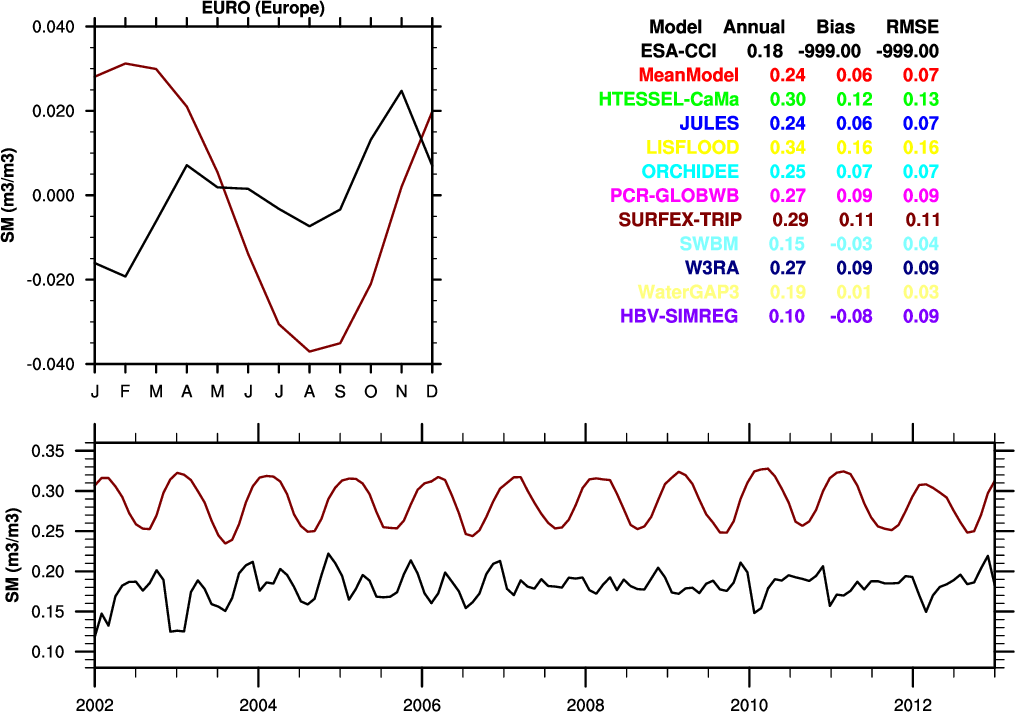 EURO (Europe)
0.040
0.020
0.000
-0.020
-0.040
SM (m3/m3)
J F M A M J J A S O N D
Model Annual Bias RMSE
ESA-CCI 0.18 -999.00 -999.00
MeanModel 0.24 0.06 0.07
HTESSEL-CaMa 0.30 0.12 0.13
JULES 0.24 0.06 0.07
LISFLOOD 0.34 0.16 0.16
ORCHIDEE 0.25 0.07 0.07
PCR-GLOBWB 0.27 0.09 0.09
SURFEX-TRIP 0.29 0.11 0.11
SWBM 0.15 -0.03 0.04
W3RA 0.27 0.09 0.09
WaterGAP3 0.19 0.01 0.03
HBV-SIMREG 0.10 -0.08 0.09
0.35
0.30
0.25
0.20
0.15
0.10
SM (m3/m3)
2002 2004 2006 2008 2010 2012